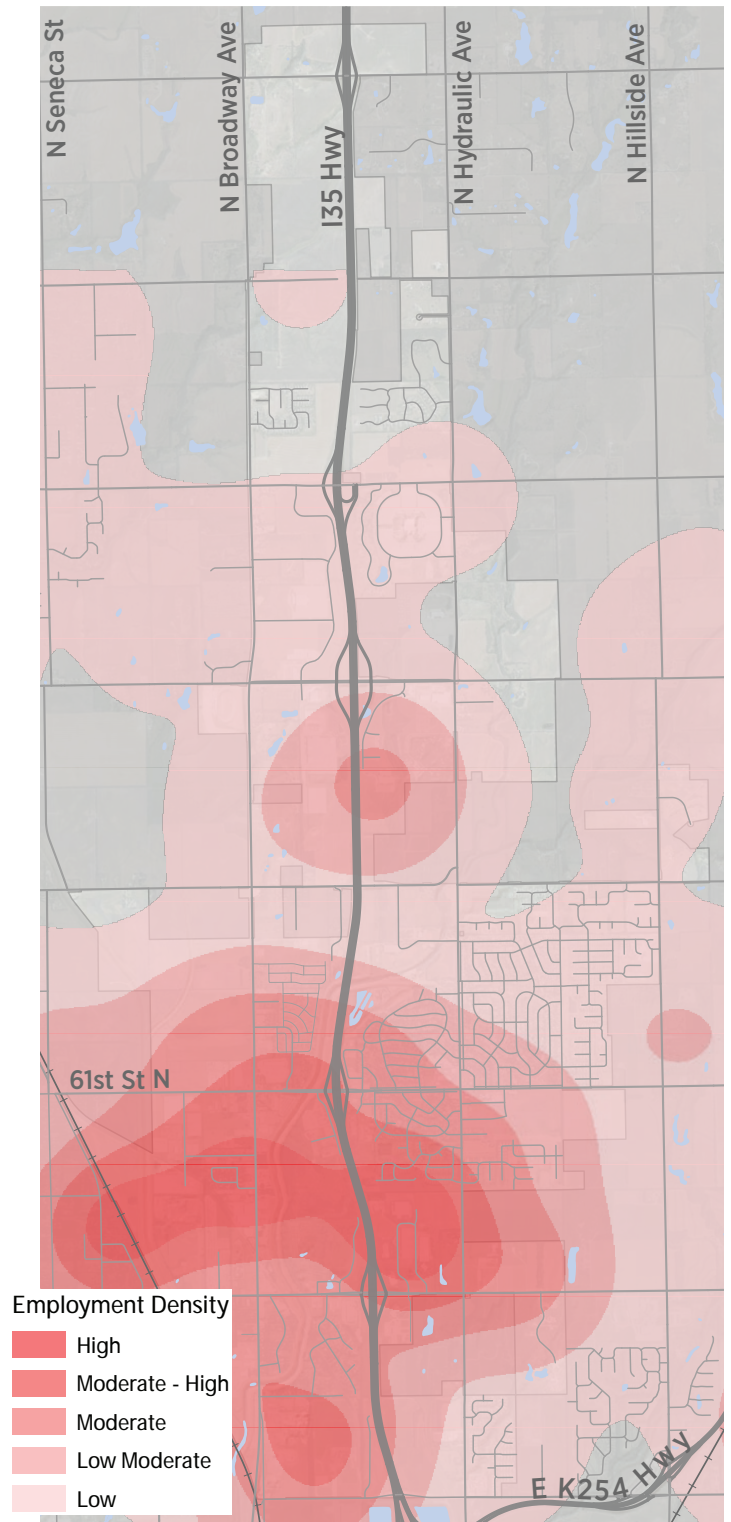 N Seneca St
N Broadway Ave
I35 Hwy
N Hydraulic Ave
N Hillside Ave
61st St N
E K254 Hwy
Employment Density
High
Moderate - High
Moderate
Low Moderate
Low